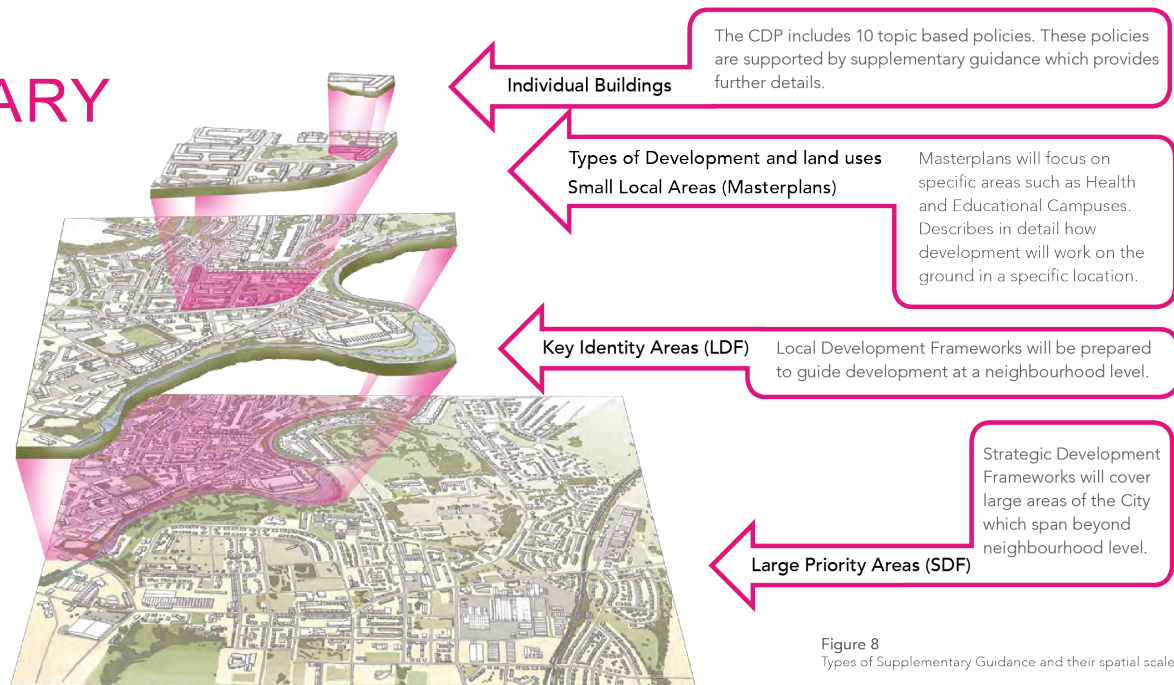 ARY
The CDP includes 10 topic based policies. These policies
are supported by supplementary guidance which provides
further details.
Individual Buildings
Types of Development and land uses
Small Local Areas (Masterplans)
Masterplans will focus on
specific areas such as Health
and Educational Campuses.
Describes in detail how
development will work on the
ground in a specific location.
Key Identity Areas (LDF)
Local Development Frameworks will be prepared
to guide development at a neighbourhood level.
Strategic Development
Frameworks will cover
large areas of the City
which span beyond
neighbourhood level.
Large Priority Areas (SDF)
Figure 8
Types of Supplementary Guidance and their spatial scale